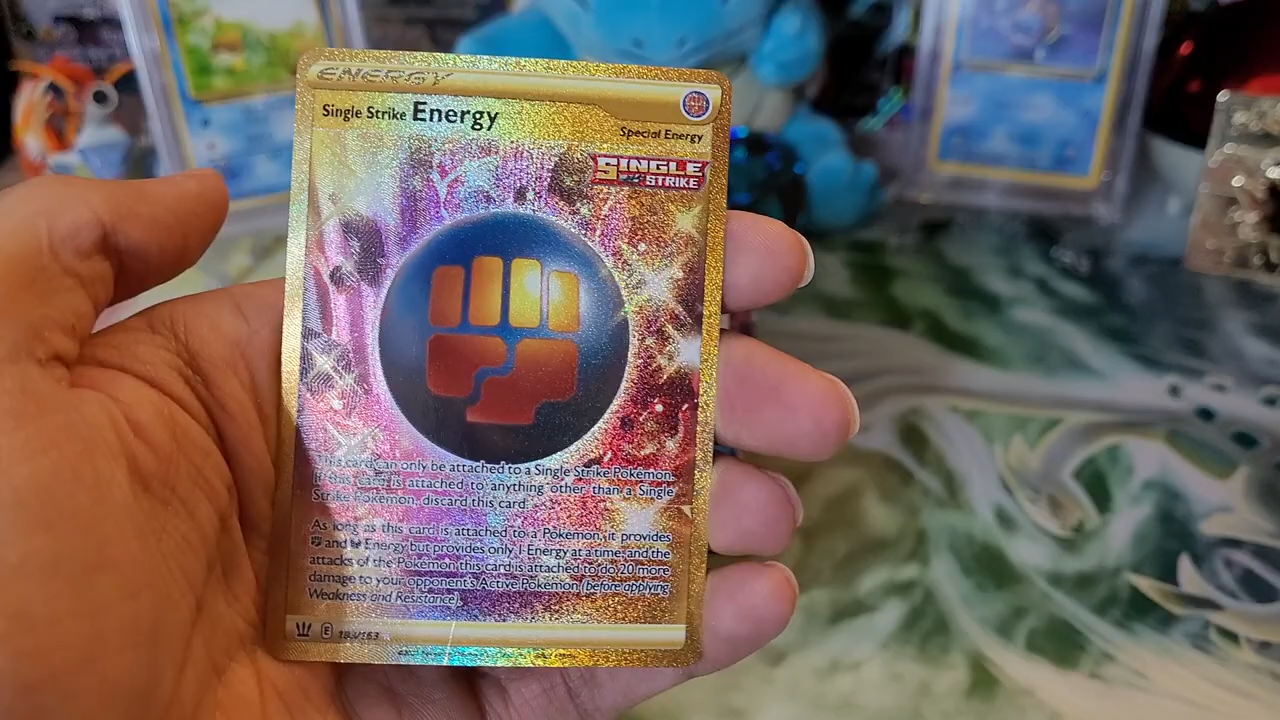 ENERGY
Single Strike Energy
Special Energy
SINGLE
STRIKE
This card can only be attached to a Single Strike Pokémon.
If this card is attached to anything other than a Single
Strike Pokémon, discard this card.
As long as this card is attached to a Pokémon, it provides
and Energy but provides only 1 Energy at a time, and the
attacks of the Pokémon this card is attached to do 20 more
damage to your opponent's Active Pokémon (before applying
Weakness and Resistance).
E 183/163